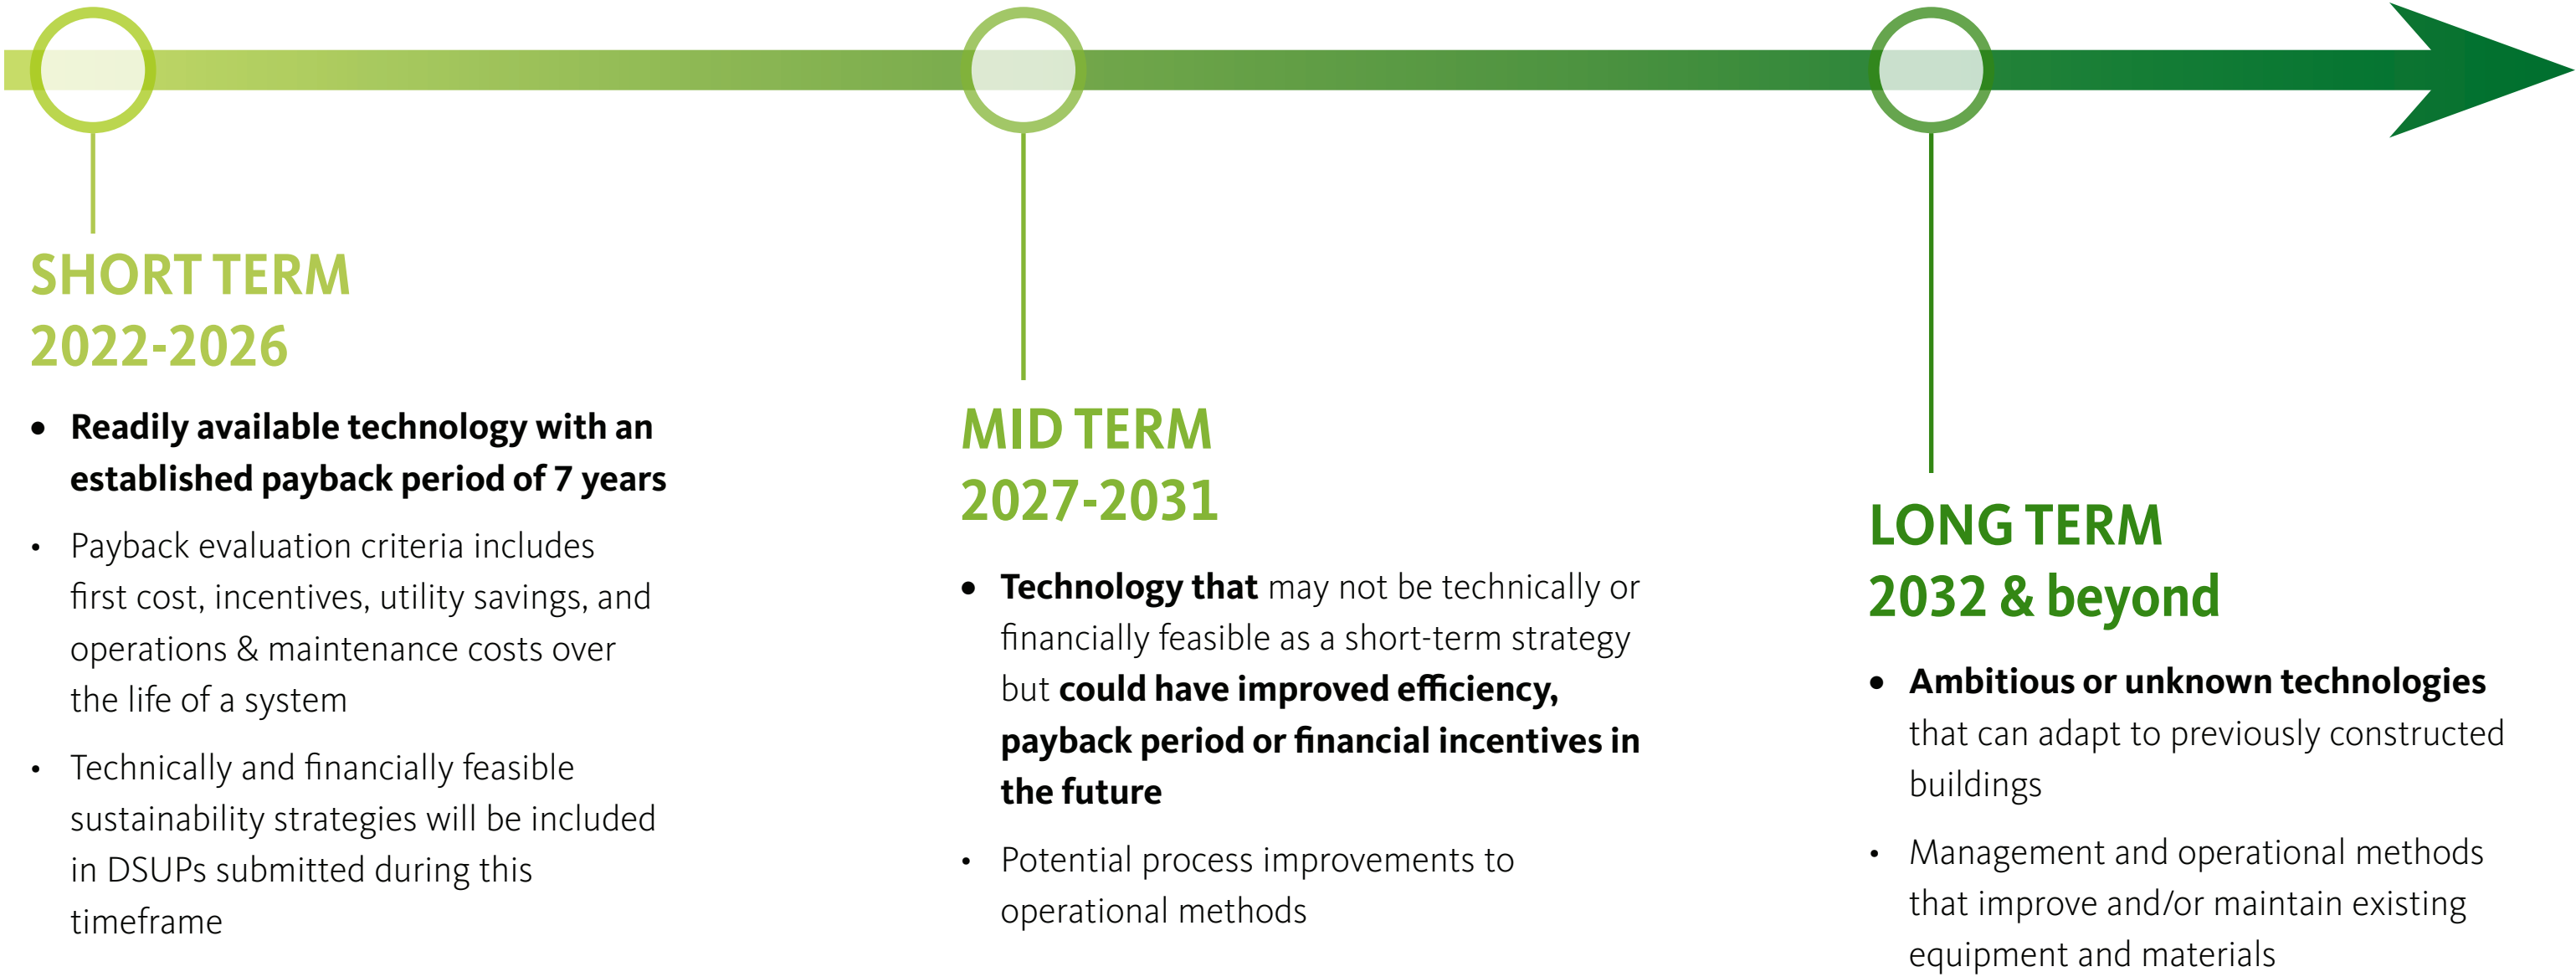 SHORT TERM
2022-2026
• Readily available technology with an
established payback period of 7 years
• Payback evaluation criteria includes
first cost, incentives, utility savings, and
operations & maintenance costs over
the life of a system
• Technically and financially feasible
sustainability strategies will be included
in DSUPs submitted during this
timeframe
MID TERM
2027-2031
• Technology that may not be technically or
financially feasible as a short-term strategy
but could have improved efficiency,
payback period or financial incentives in
the future
• Potential process improvements to
operational methods
LONG TERM
2032 & beyond
• Ambitious or unknown technologies
that can adapt to previously constructed
buildings
• Management and operational methods
that improve and/or maintain existing
equipment and materials